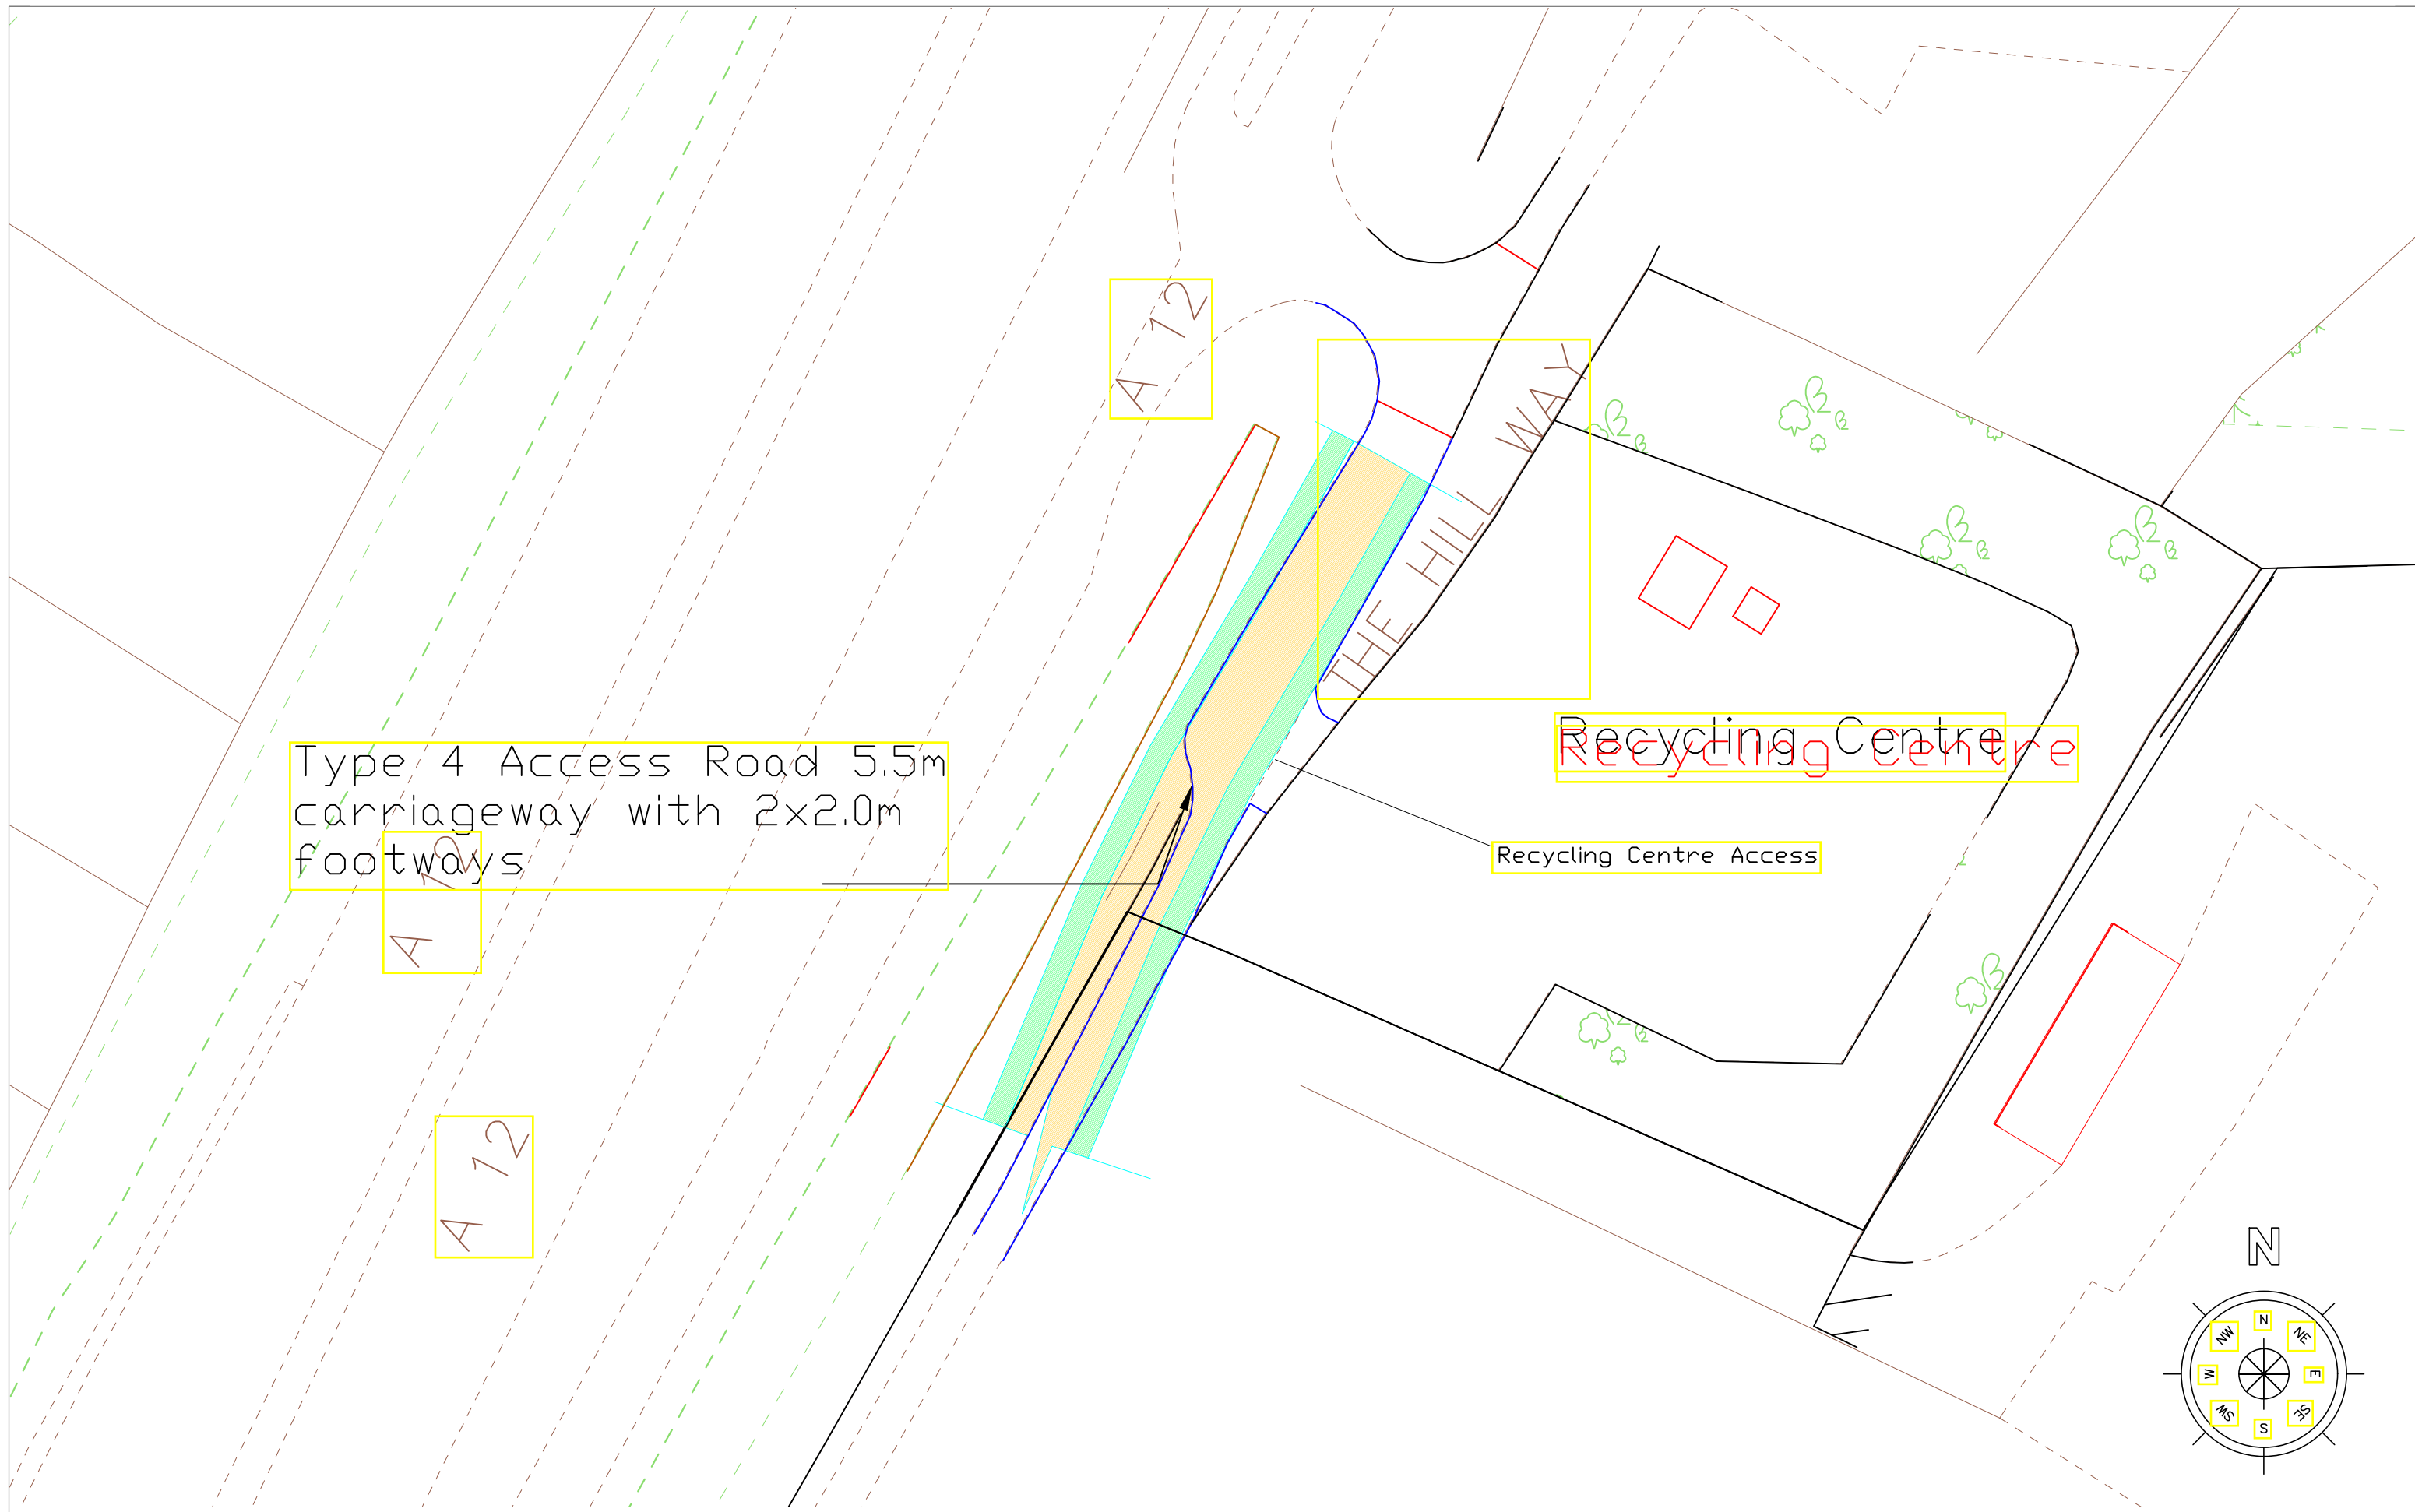 A 12
THE HILL WAY
Recycling Centre
Recycling Centre
Type 4 Access Road 5.5m
carriageway with 2x2.0m
footways
A 12
Recycling Centre Access
A 12
N
N
NE
E
SE
S
SW
W
NW